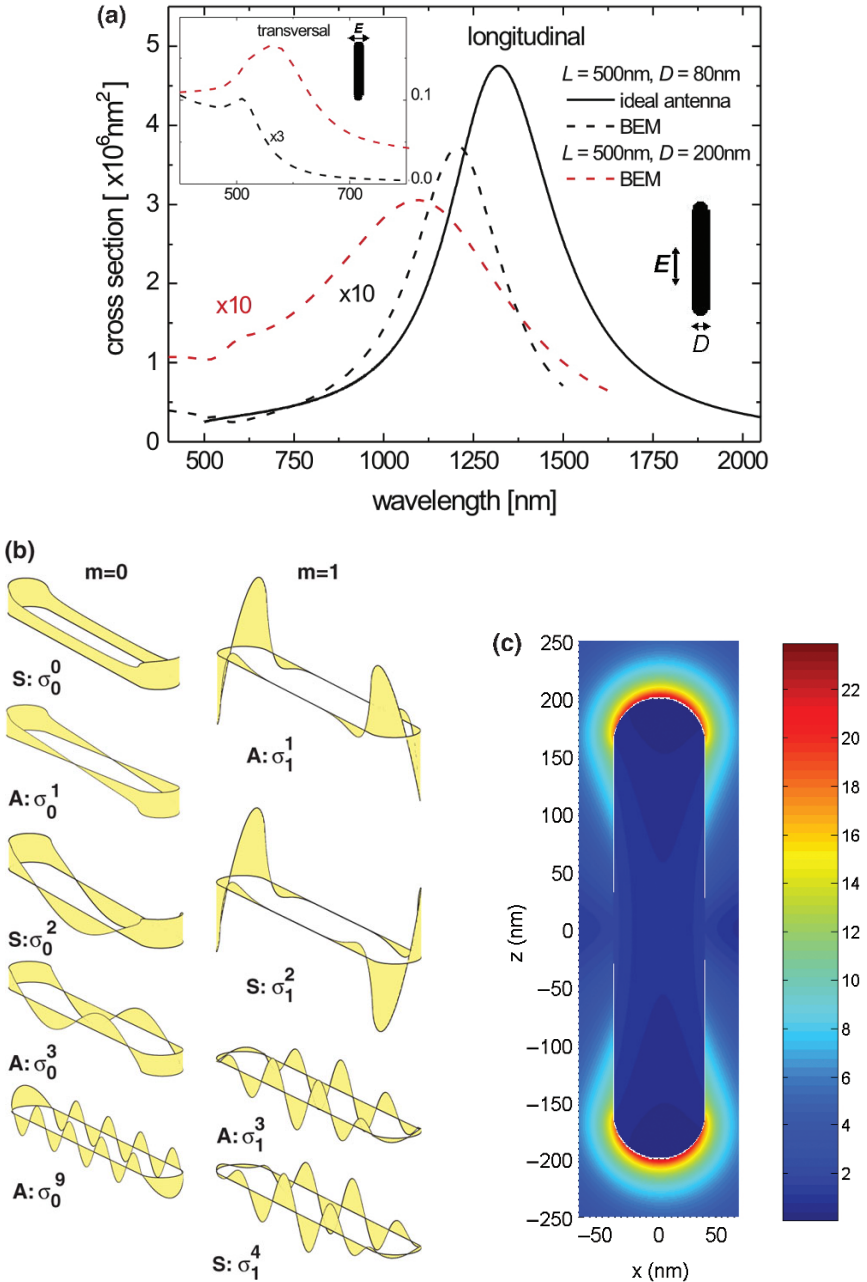 (a)
transversal
E
x3
0.1
0.0
500 700
longitudinal
L = 500nm, D = 80nm
ideal antenna
BEM
L = 500nm, D = 200nm
BEM
x10
x10
E
D
cross section [ x10⁶nm²]
5
4
3
2
1
0
500 750 1000 1250 1500 1750 2000
wavelength [nm]
(b)
m=0 m=1
S: σ₀⁰
A: σ₁¹
A: σ₀¹
S: σ₀²
S: σ₁²
A: σ₀³
A: σ₁³
A: σ₀⁹
S: σ₁⁴
(c)
250
200
150
100
50
0
−50
−100
−150
−200
−250
z (nm)
−50 0 50
x (nm)
22
20
18
16
14
12
10
8
6
4
2